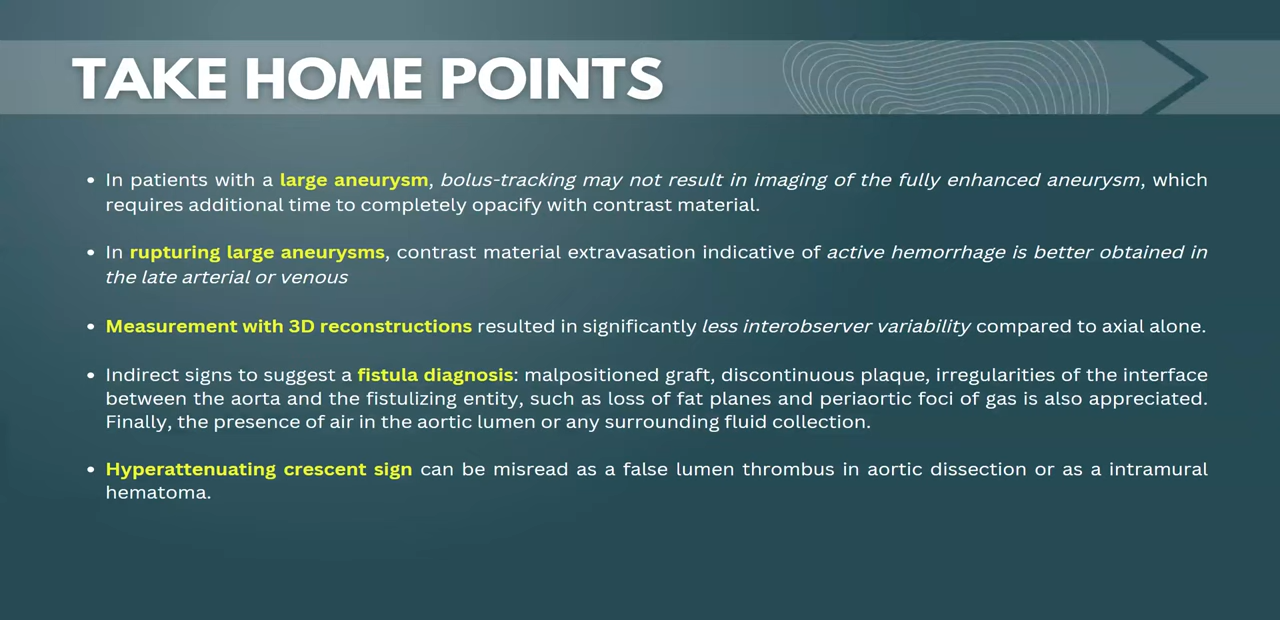 TAKE HOME POINTS
• In patients with a large aneurysm, bolus-tracking may not result in imaging of the fully enhanced aneurysm, which
requires additional time to completely opacify with contrast material.
• In rupturing large aneurysms, contrast material extravasation indicative of active hemorrhage is better obtained in
the late arterial or venous
• Measurement with 3D reconstructions resulted in significantly less interobserver variability compared to axial alone.
• Indirect signs to suggest a fistula diagnosis: malpositioned graft, discontinuous plaque, irregularities of the interface
between the aorta and the fistulizing entity, such as loss of fat planes and periaortic foci of gas is also appreciated.
Finally, the presence of air in the aortic lumen or any surrounding fluid collection.
• Hyperattenuating crescent sign can be misread as a false lumen thrombus in aortic dissection or as a intramural
hematoma.